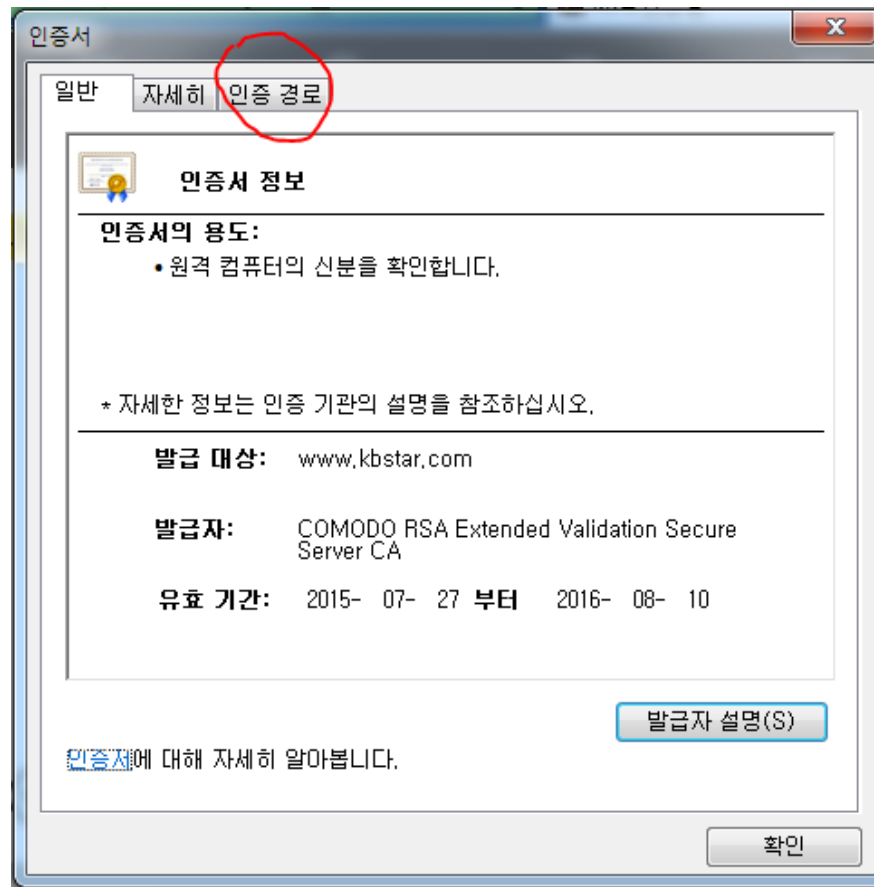 인증서
일반 자세히 인증 경로
인증서 정보
인증서의 용도:
• 원격 컴퓨터의 신분을 확인합니다.
* 자세한 정보는 인증 기관의 설명을 참조하십시오.
발급 대상: www.kbstar.com
발급자: COMODO RSA Extended Validation Secure
Server CA
유효 기간: 2015- 07- 27 부터 2016- 08- 10
발급자 설명(S)
인증서에 대해 자세히 알아봅니다.
확인